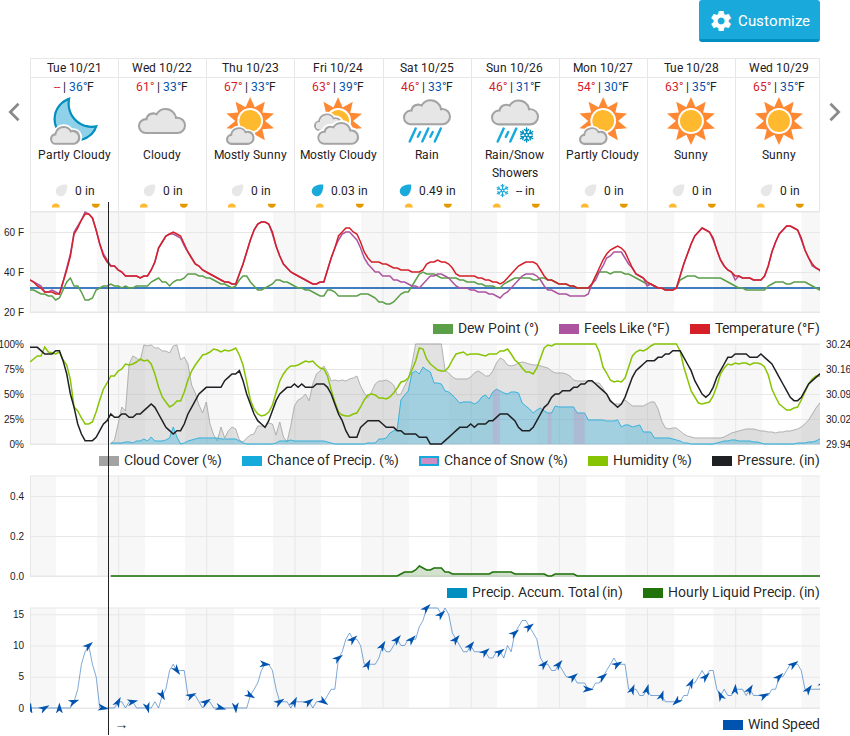 Customize
Tue 10/21 Wed 10/22 Thu 10/23 Fri 10/24 Sat 10/25 Sun 10/26 Mon 10/27 Tue 10/28 Wed 10/29
– | 36°F 61° | 33°F 67° | 33°F 63° | 39°F 46° | 33°F 46° | 31°F 54° | 30°F 63° | 35°F 65° | 35°F
Partly Cloudy Cloudy Mostly Sunny Mostly Cloudy Rain Rain/Snow Partly Cloudy Sunny Sunny
Showers
0 in 0 in 0 in 0.03 in 0.49 in – in 0 in 0 in 0 in
60 F
40 F
20 F
Dew Point (°) Feels Like (°F) Temperature (°F)
100% 30.24
75% 30.16
50% 30.09
25% 30.02
0% 29.94
Cloud Cover (%) Chance of Precip. (%) Chance of Snow (%) Humidity (%) Pressure. (in)
0.4
0.2
0.0
Precip. Accum. Total (in) Hourly Liquid Precip. (in)
15
10
5
0
→
Wind Speed